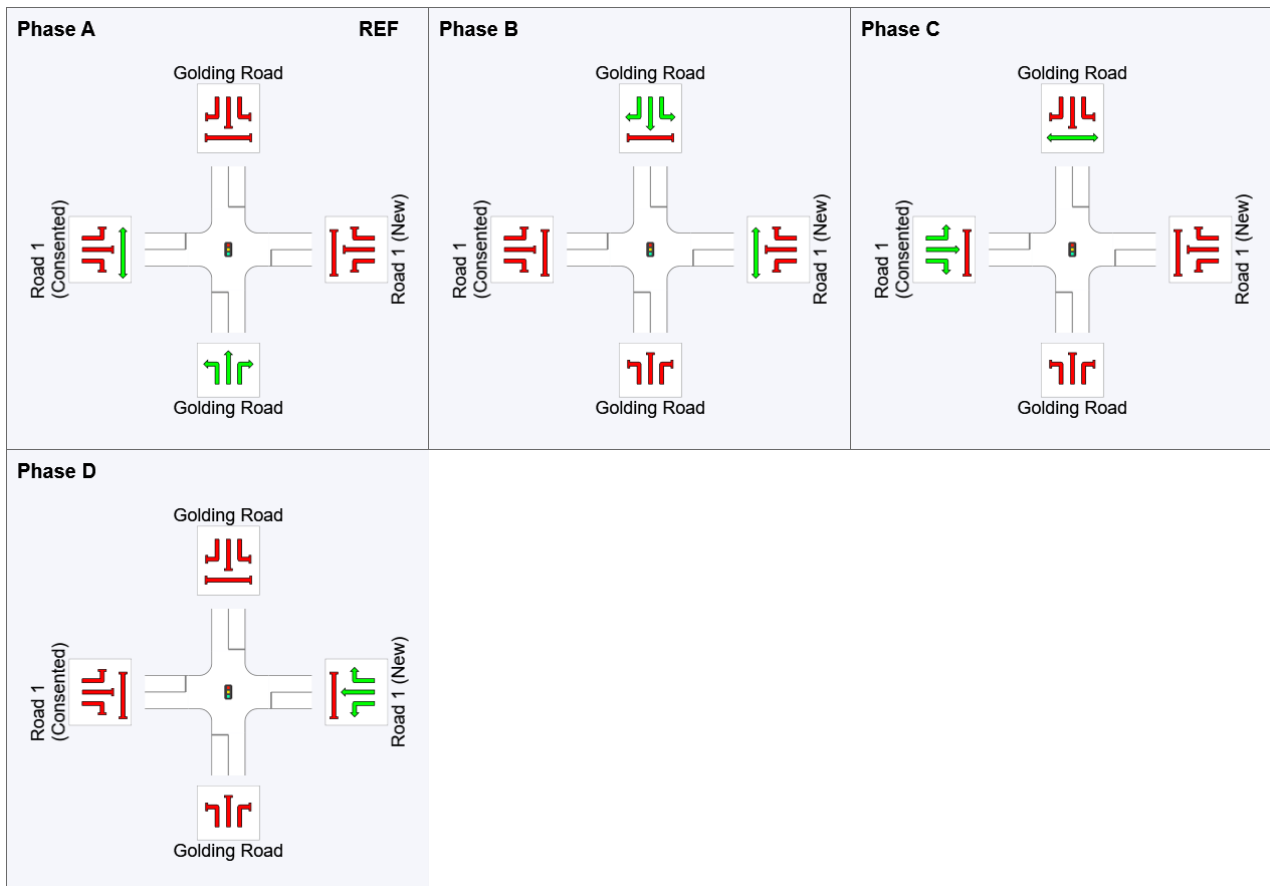 Phase A
REF
Golding Road
Road 1
(Consented)
Road 1 (New)
Golding Road
Phase B
Golding Road
Road 1
(Consented)
Road 1 (New)
Golding Road
Phase C
Golding Road
Road 1
(Consented)
Road 1 (New)
Golding Road
Phase D
Golding Road
Road 1
(Consented)
Road 1 (New)
Golding Road